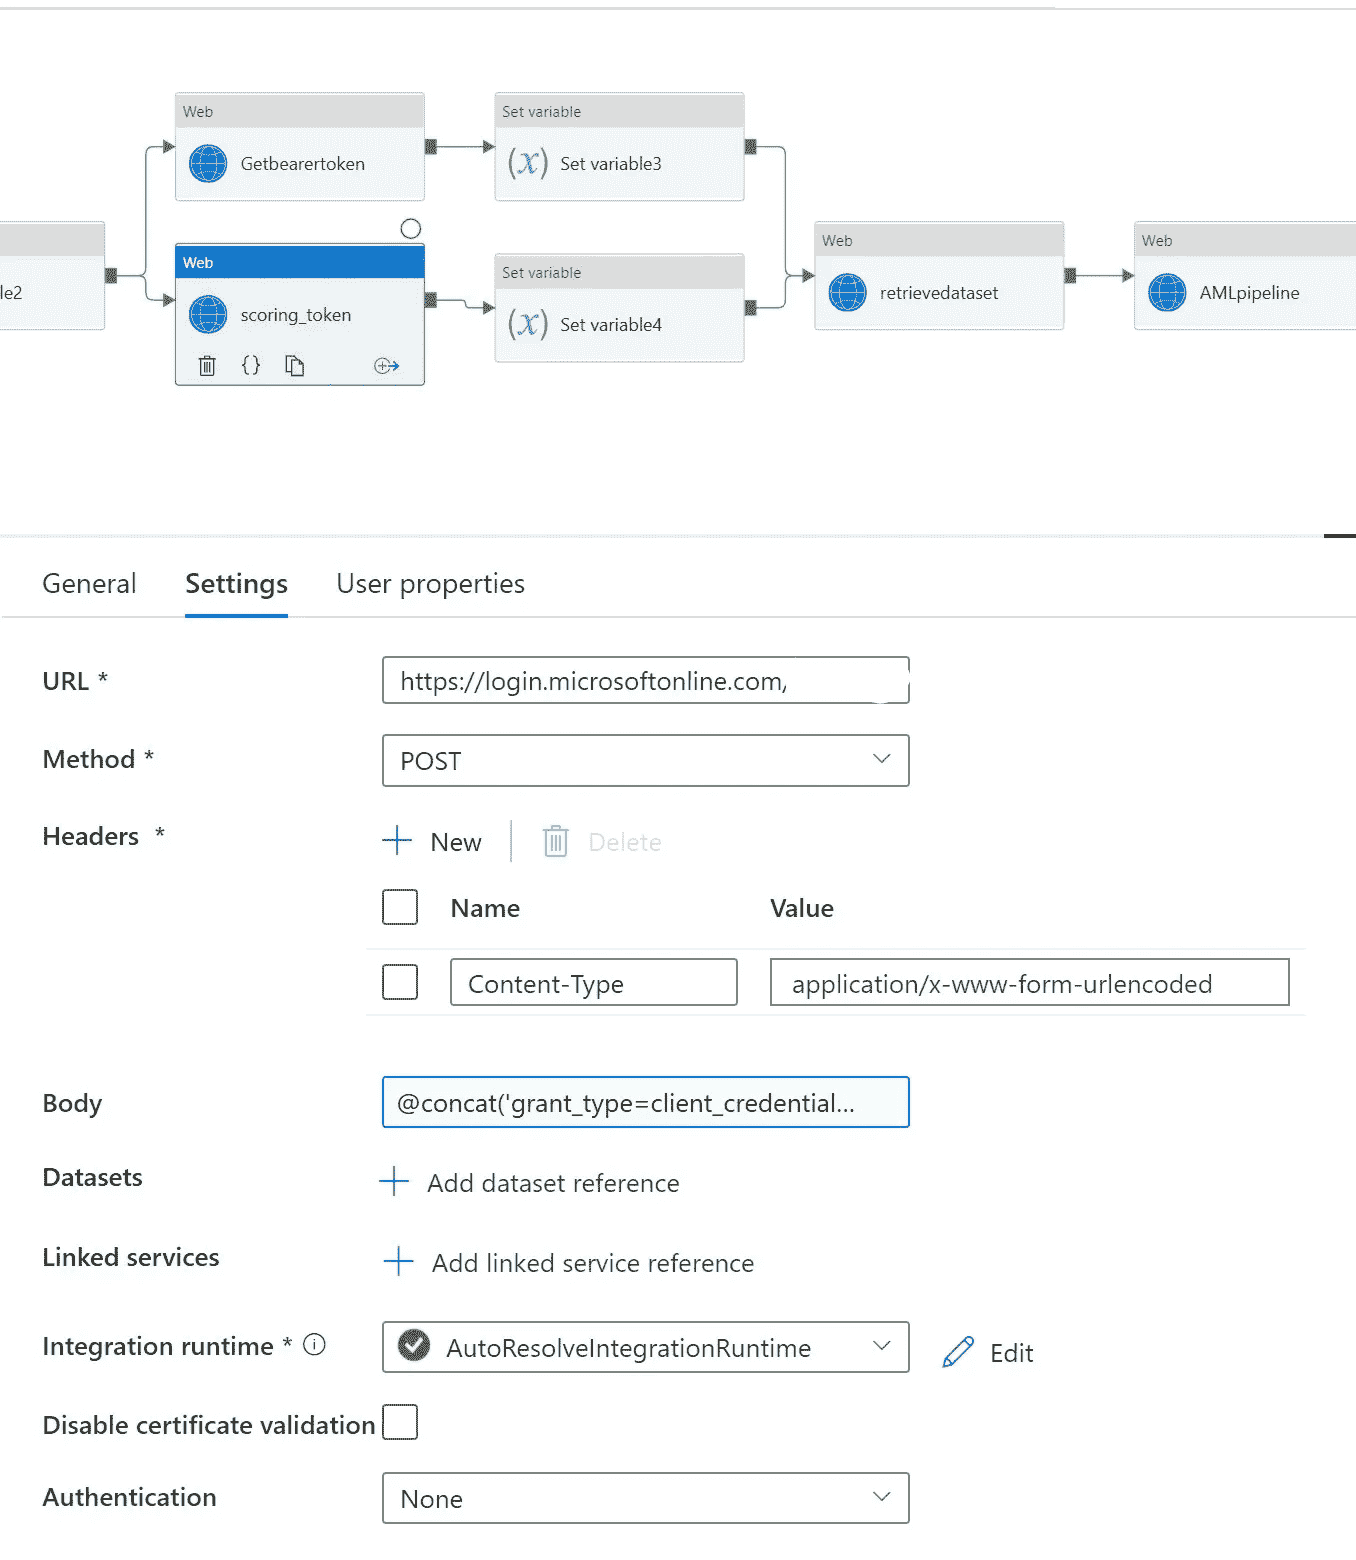 Web
Getbearertoken
Set variable
(x) Set variable3
le2
Web
scoring_token
{}
Set variable
(x) Set variable4
Web
retrievedataset
Web
AMLpipeline
General Settings User properties
URL * https://login.microsoftonline.com/
Method * POST
Headers * New Delete
Name Value
Content-Type application/x-www-form-urlencoded
Body @concat('grant_type=client_credential...
Datasets Add dataset reference
Linked services Add linked service reference
Integration runtime * AutoResolveIntegrationRuntime Edit
Disable certificate validation
Authentication None